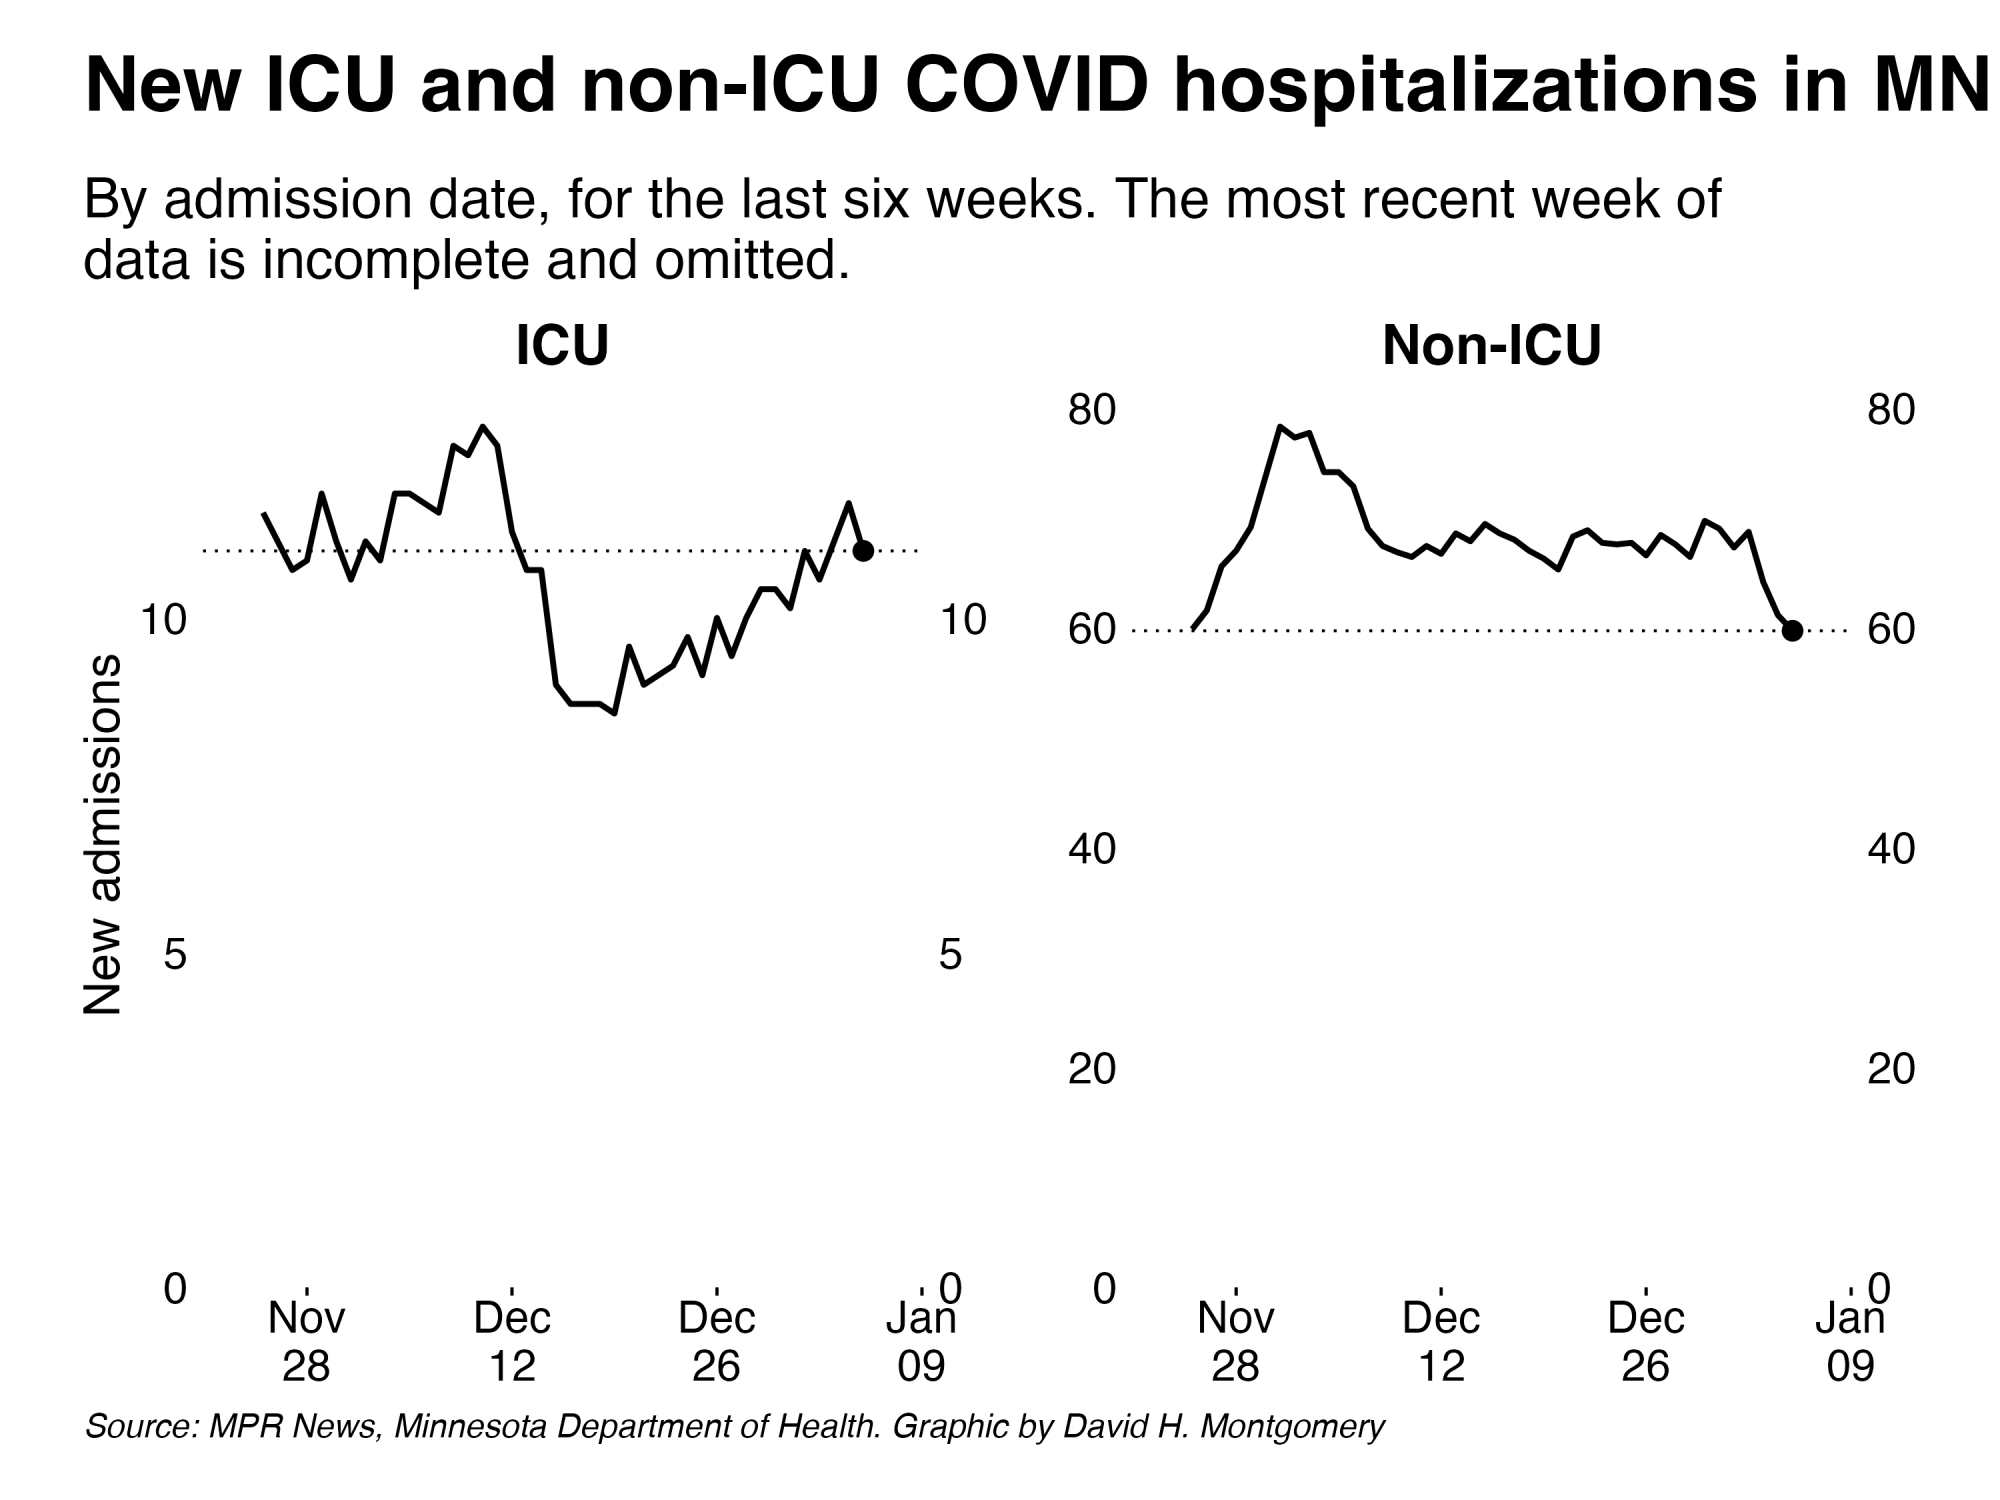 New ICU and non-ICU COVID hospitalizations in MN
By admission date, for the last six weeks. The most recent week of
data is incomplete and omitted.
ICU
New admissions
10
5
0
10
5
0
Nov
28
Dec
12
Dec
26
Jan
09
Non-ICU
80
60
40
20
0
80
60
40
20
0
Nov
28
Dec
12
Dec
26
Jan
09
Source: MPR News, Minnesota Department of Health. Graphic by David H. Montgomery